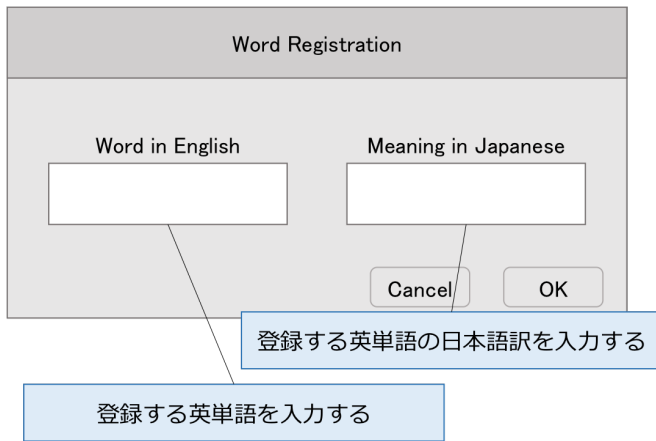 Word Registration
Word in English
Meaning in Japanese
Cancel
OK
登録する英単語の日本語訳を入力する
登録する英単語を入力する